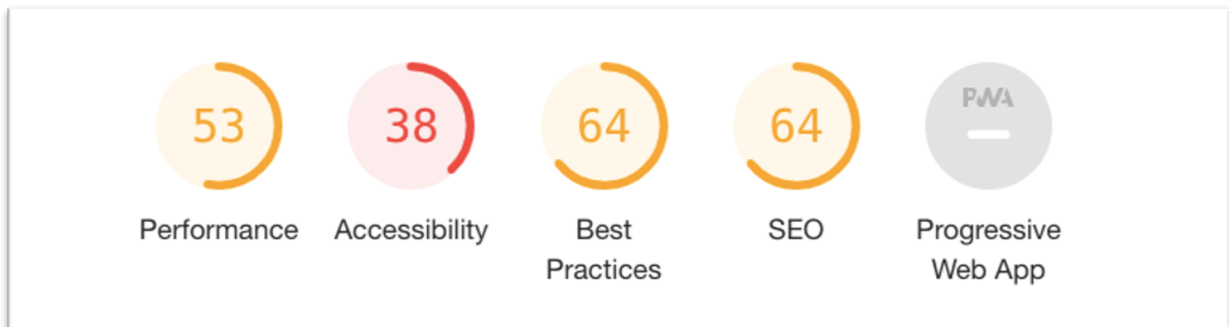 53
38
64
64
PWA
Performance
Accessibility
Best
Practices
SEO
Progressive
Web App